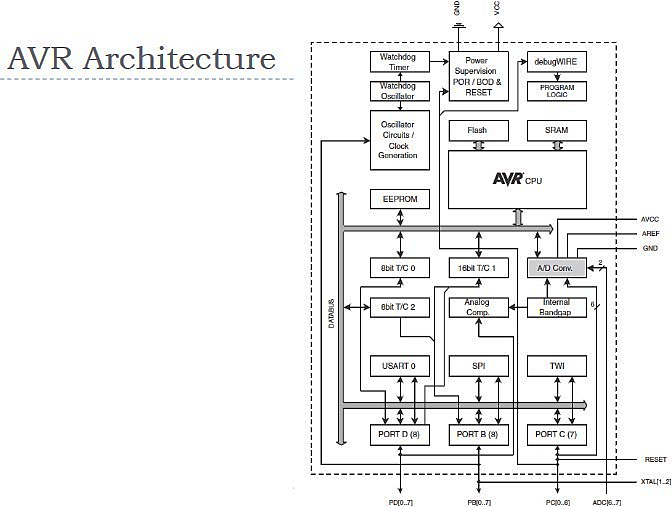 AVR Architecture
GND
VCC
Watchdog
Timer
Power
Supervision
POR / BOD &
RESET
debugWIRE
Watchdog
Oscillator
PROGRAM
LOGIC
Oscillator
Circuits /
Clock
Generation
Flash
SRAM
AVR CPU
EEPROM
AVCC
AREF
GND
8bit T/C 0
16bit T/C 1
A/D Conv.
2
8bit T/C 2
Analog
Comp.
Internal
Bandgap
6
DATABUS
USART 0
SPI
TWI
PORT D (8)
PORT B (8)
PORT C (7)
RESET
XTAL[1..2]
PD[0..7]
PB[0..7]
PC[0..6]
ADC[6..7]